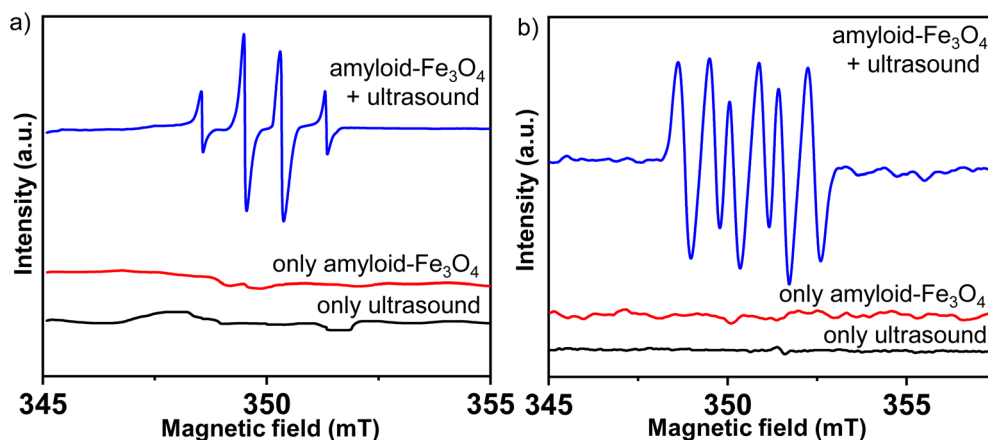 a)
amyloid-Fe₃O₄
+ ultrasound
only amyloid-Fe₃O₄
only ultrasound
Intensity (a.u.)
345
350
355
Magnetic field (mT)
b)
amyloid-Fe₃O₄
+ ultrasound
only amyloid-Fe₃O₄
only ultrasound
Intensity (a.u.)
345
350
355
Magnetic field (mT)